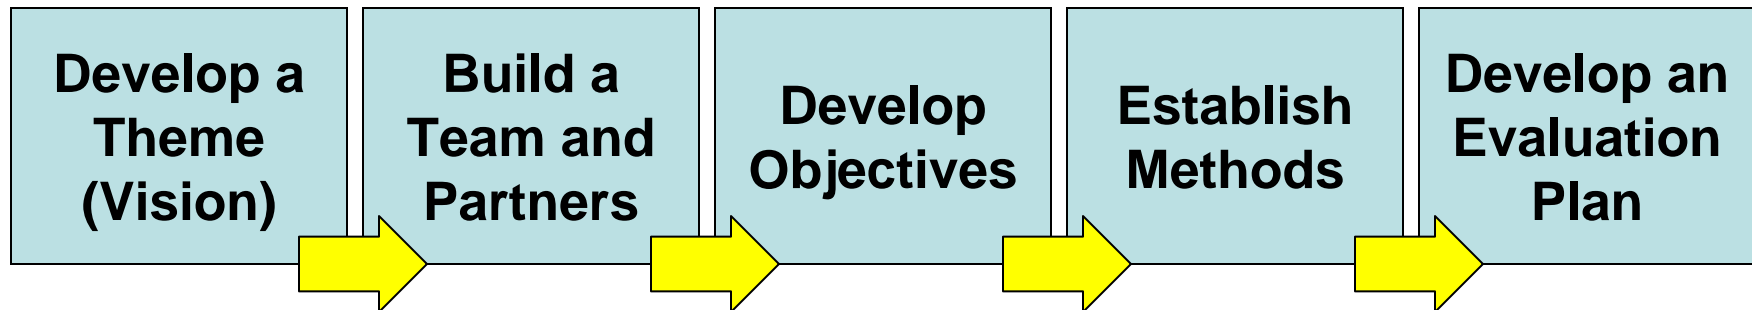 Develop a
Theme
(Vision)
Build a
Team and
Partners
Develop
Objectives
Establish
Methods
Develop an
Evaluation
Plan